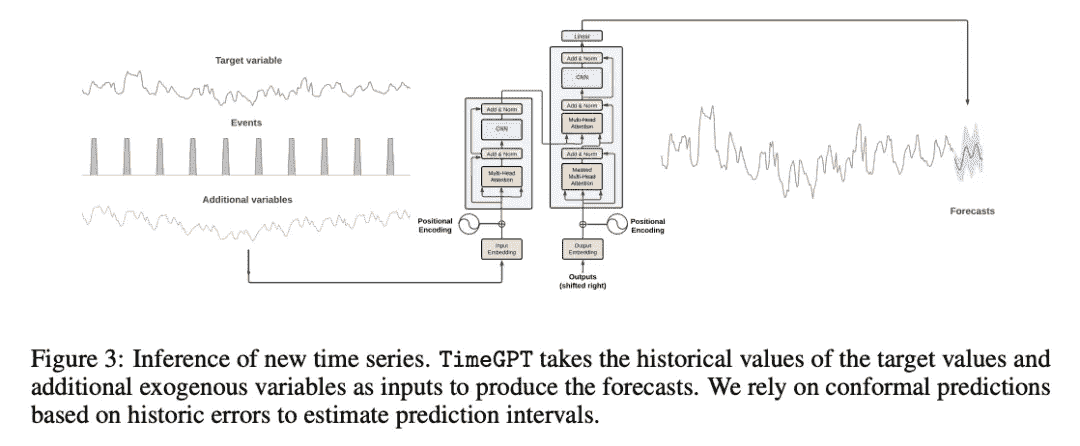 Target variable
Events
Additional variables
Positional
Encoding
Input
Embedding
Multi-Head
Attention
Add & Norm
CNN
Add & Norm
Outputs
(shifted right)
Output
Embedding
Positional
Encoding
Masked
Multi-Head
Attention
Add & Norm
Multi-Head
Attention
Add & Norm
CNN
Add & Norm
Linear
Forecasts
Figure 3: Inference of new time series. TimeGPT takes the historical values of the target values and
additional exogenous variables as inputs to produce the forecasts. We rely on conformal predictions
based on historic errors to estimate prediction intervals.